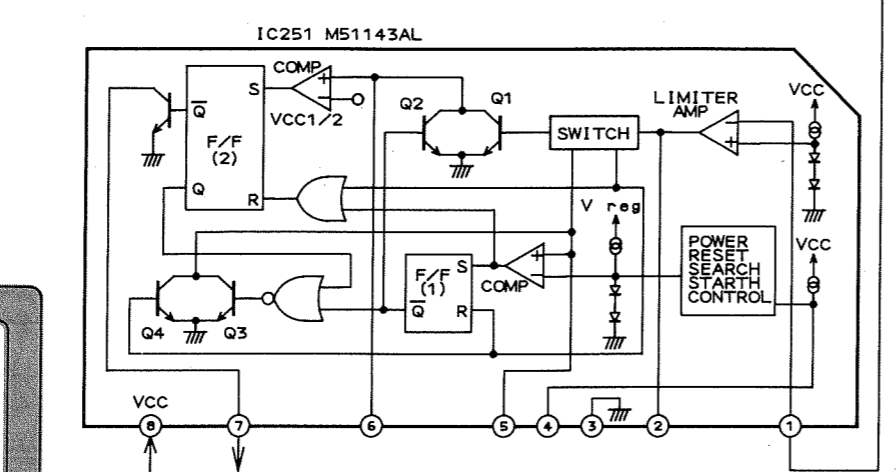 IC251 M51143AL
COMP
VCC1/2
S
Q
F/F
(2)
Q
R
Q2
Q1
SWITCH
LIMITER
AMP
VCC
V reg
POWER
RESET
SEARCH
STARTH
CONTROL
VCC
F/F
(1)
S
COMP
Q
R
Q4
Q3
VCC
8
7
6
5
4
3
2
1